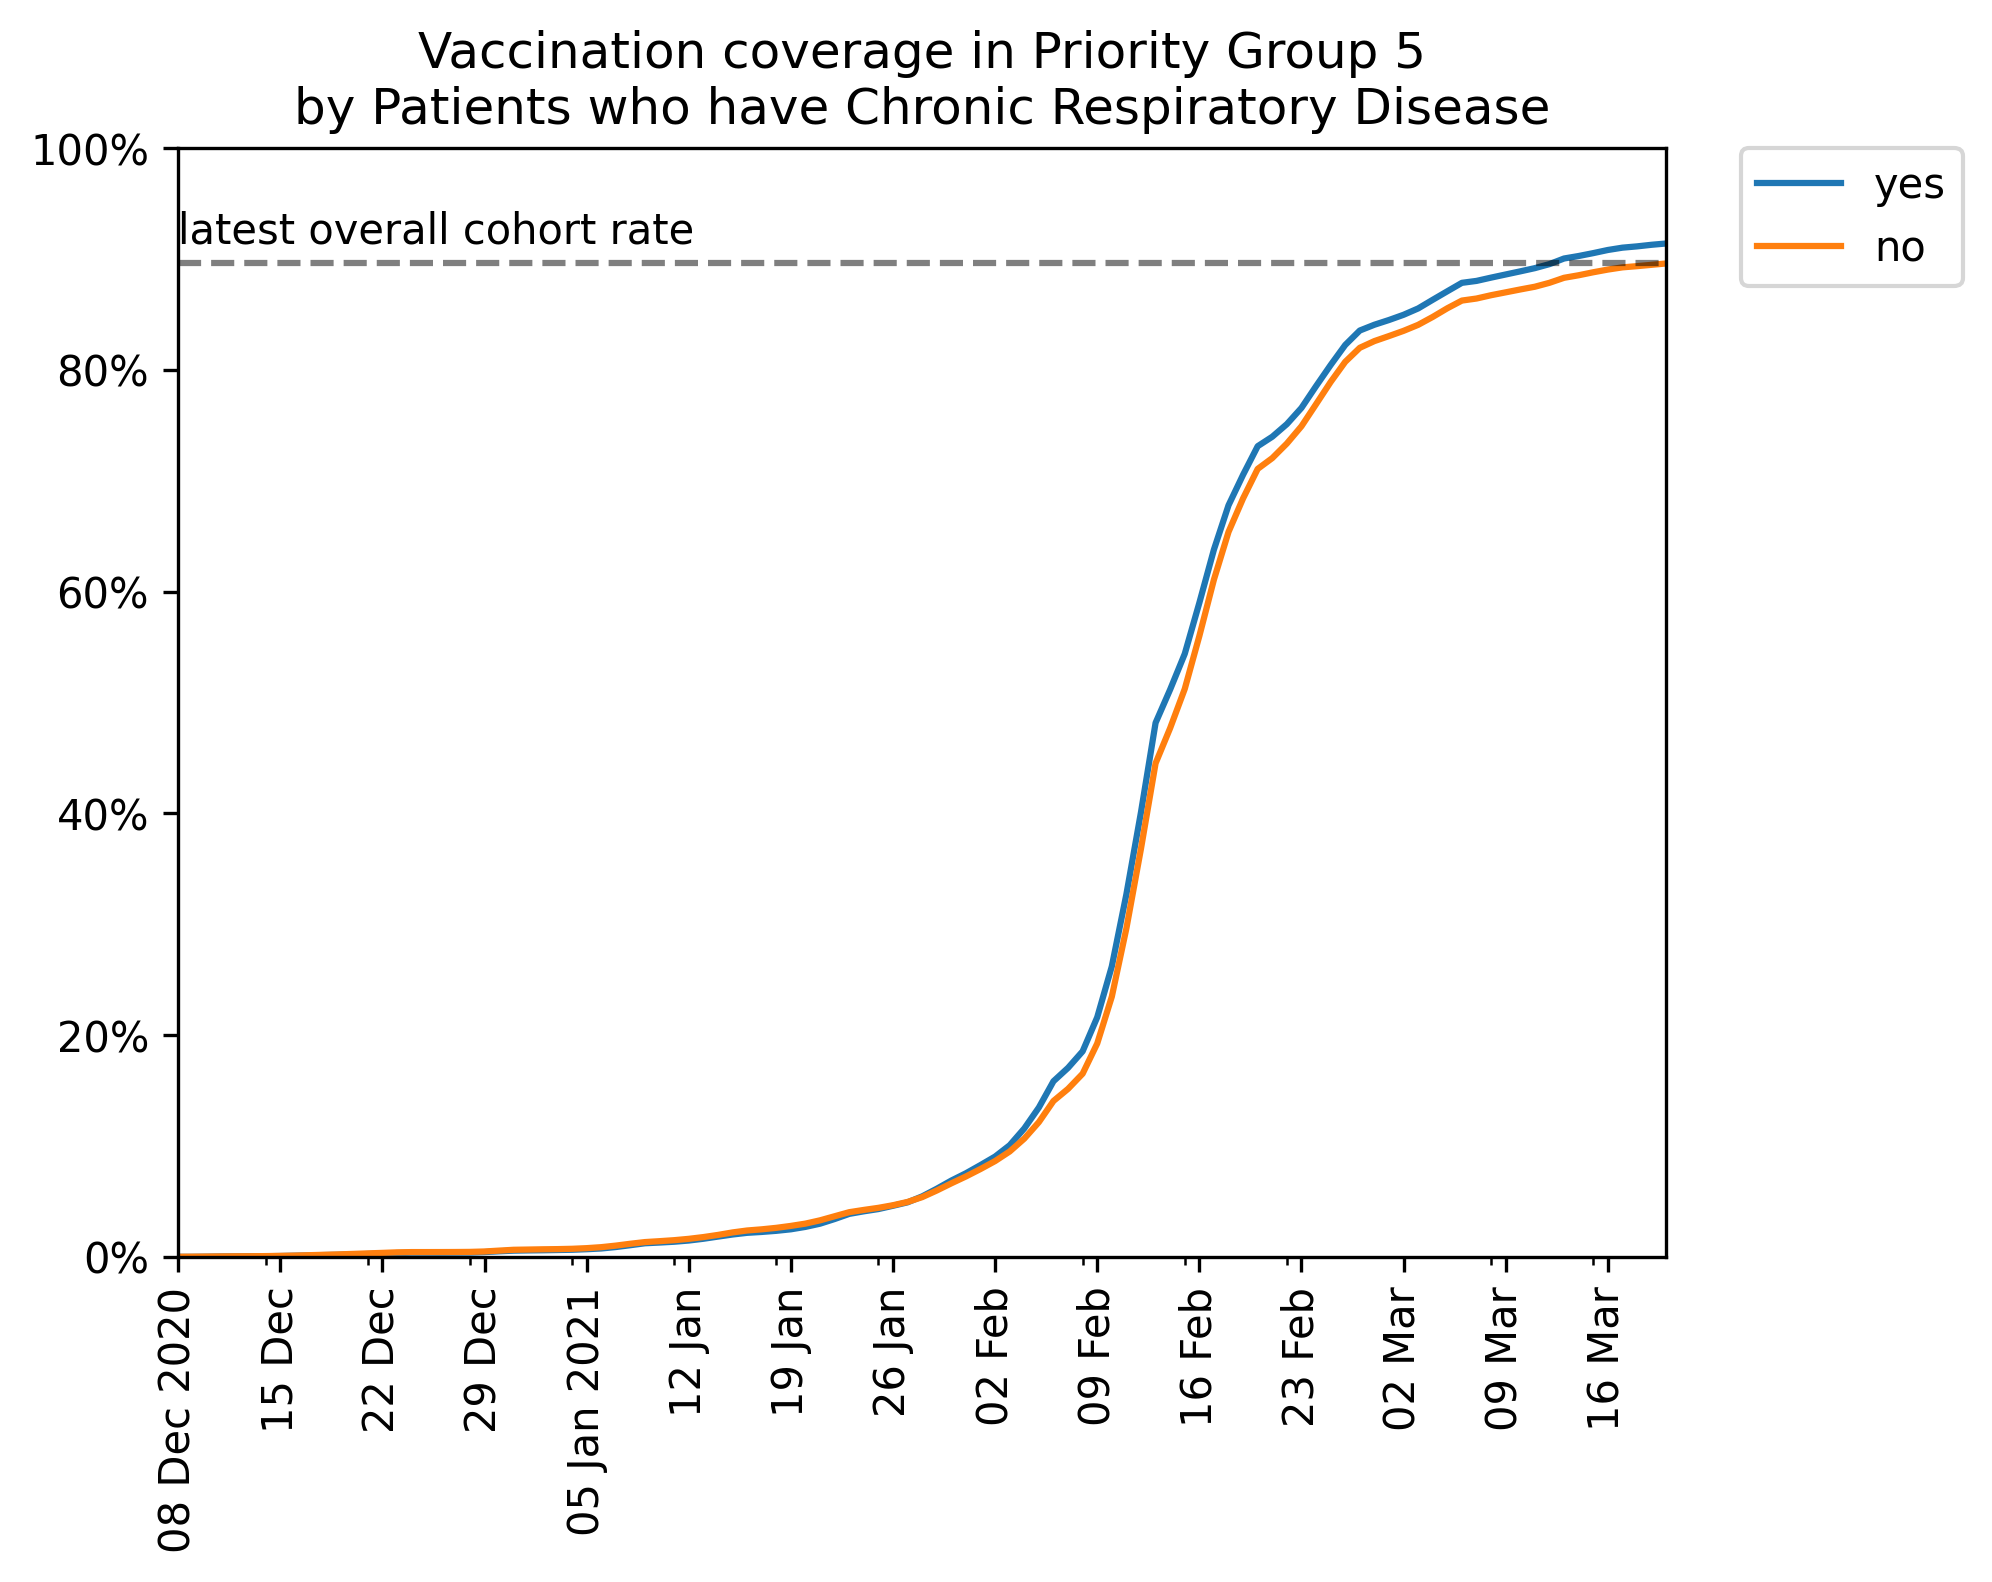 Vaccination coverage in Priority Group 5
by Patients who have Chronic Respiratory Disease
100%
80%
60%
40%
20%
0%
latest overall cohort rate
yes
no
08 Dec 2020
15 Dec
22 Dec
29 Dec
05 Jan 2021
12 Jan
19 Jan
26 Jan
02 Feb
09 Feb
16 Feb
23 Feb
02 Mar
09 Mar
16 Mar